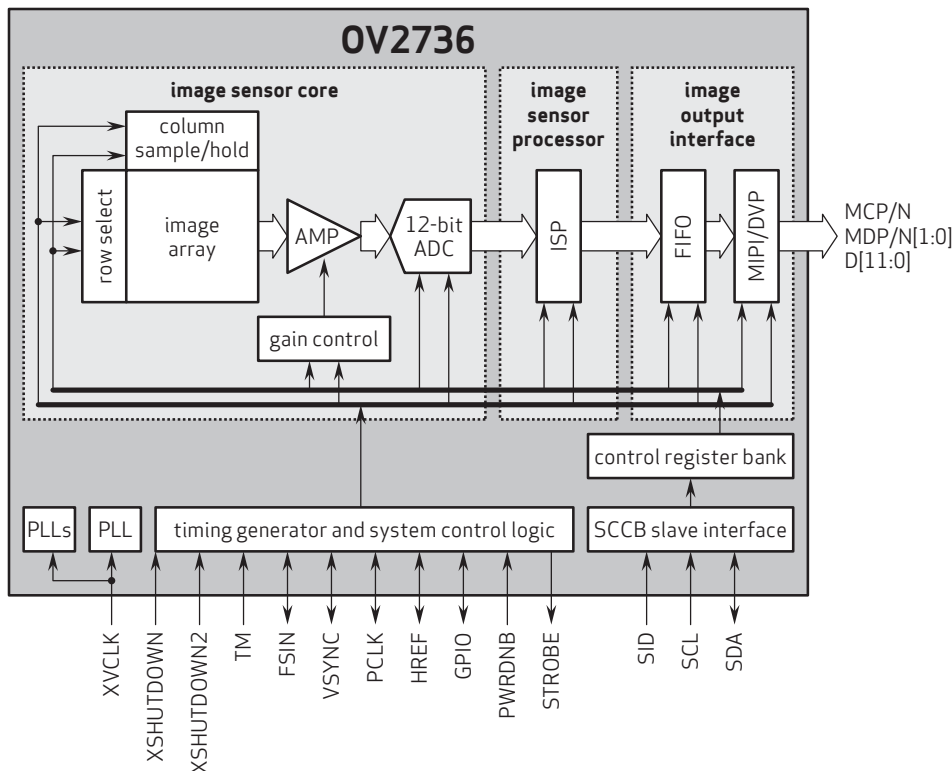 OV2736
image sensor core
image
sensor
processor
image
output
interface
column
sample/hold
row select
image
array
AMP
12-bit
ADC
ISP
FIFO
MIPI/DVP
MCP/N
MDP/N[1:0]
D[11:0]
gain control
control register bank
PLLs
PLL
timing generator and system control logic
SCCB slave interface
XVCLK
XSHUTDOWN
XSHUTDOWN2
TM
FSIN
VSYNC
PCLK
HREF
GPIO
PWRDNB
STROBE
SID
SCL
SDA